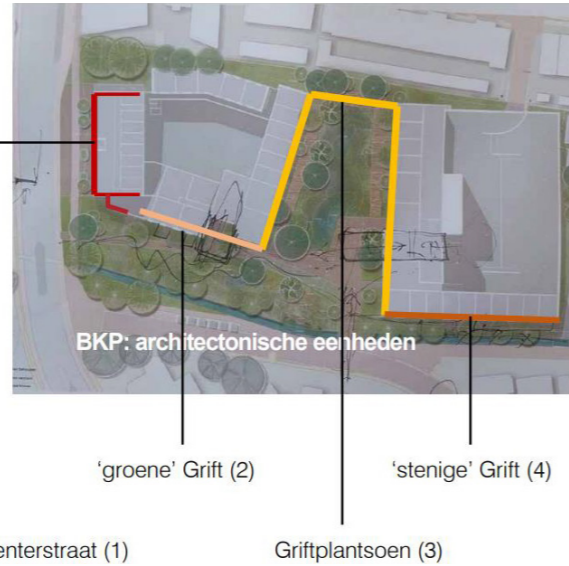 BKP: architectonische eenheden
'groene' Grift (2)
'stenige' Grift (4)
enterstraat (1)
Griftplantsoen (3)